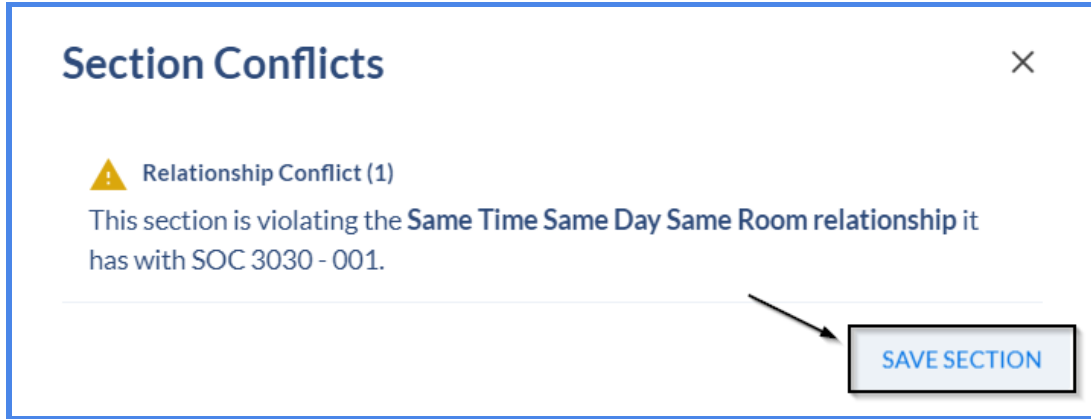 Section Conflicts
Relationship Conflict (1)
This section is violating the Same Time Same Day Same Room relationship it
has with SOC 3030 - 001.
SAVE SECTION